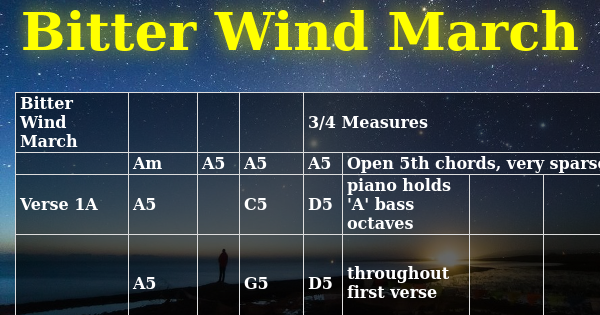 Bitter Wind March
Bitter
Wind
March
3/4 Measures
Am A5 A5 A5 Open 5th chords, very
piano holds
Verse 1A A5 C5 D5 'A' bass
octaves
A5 G5 D5 throughout
first verse